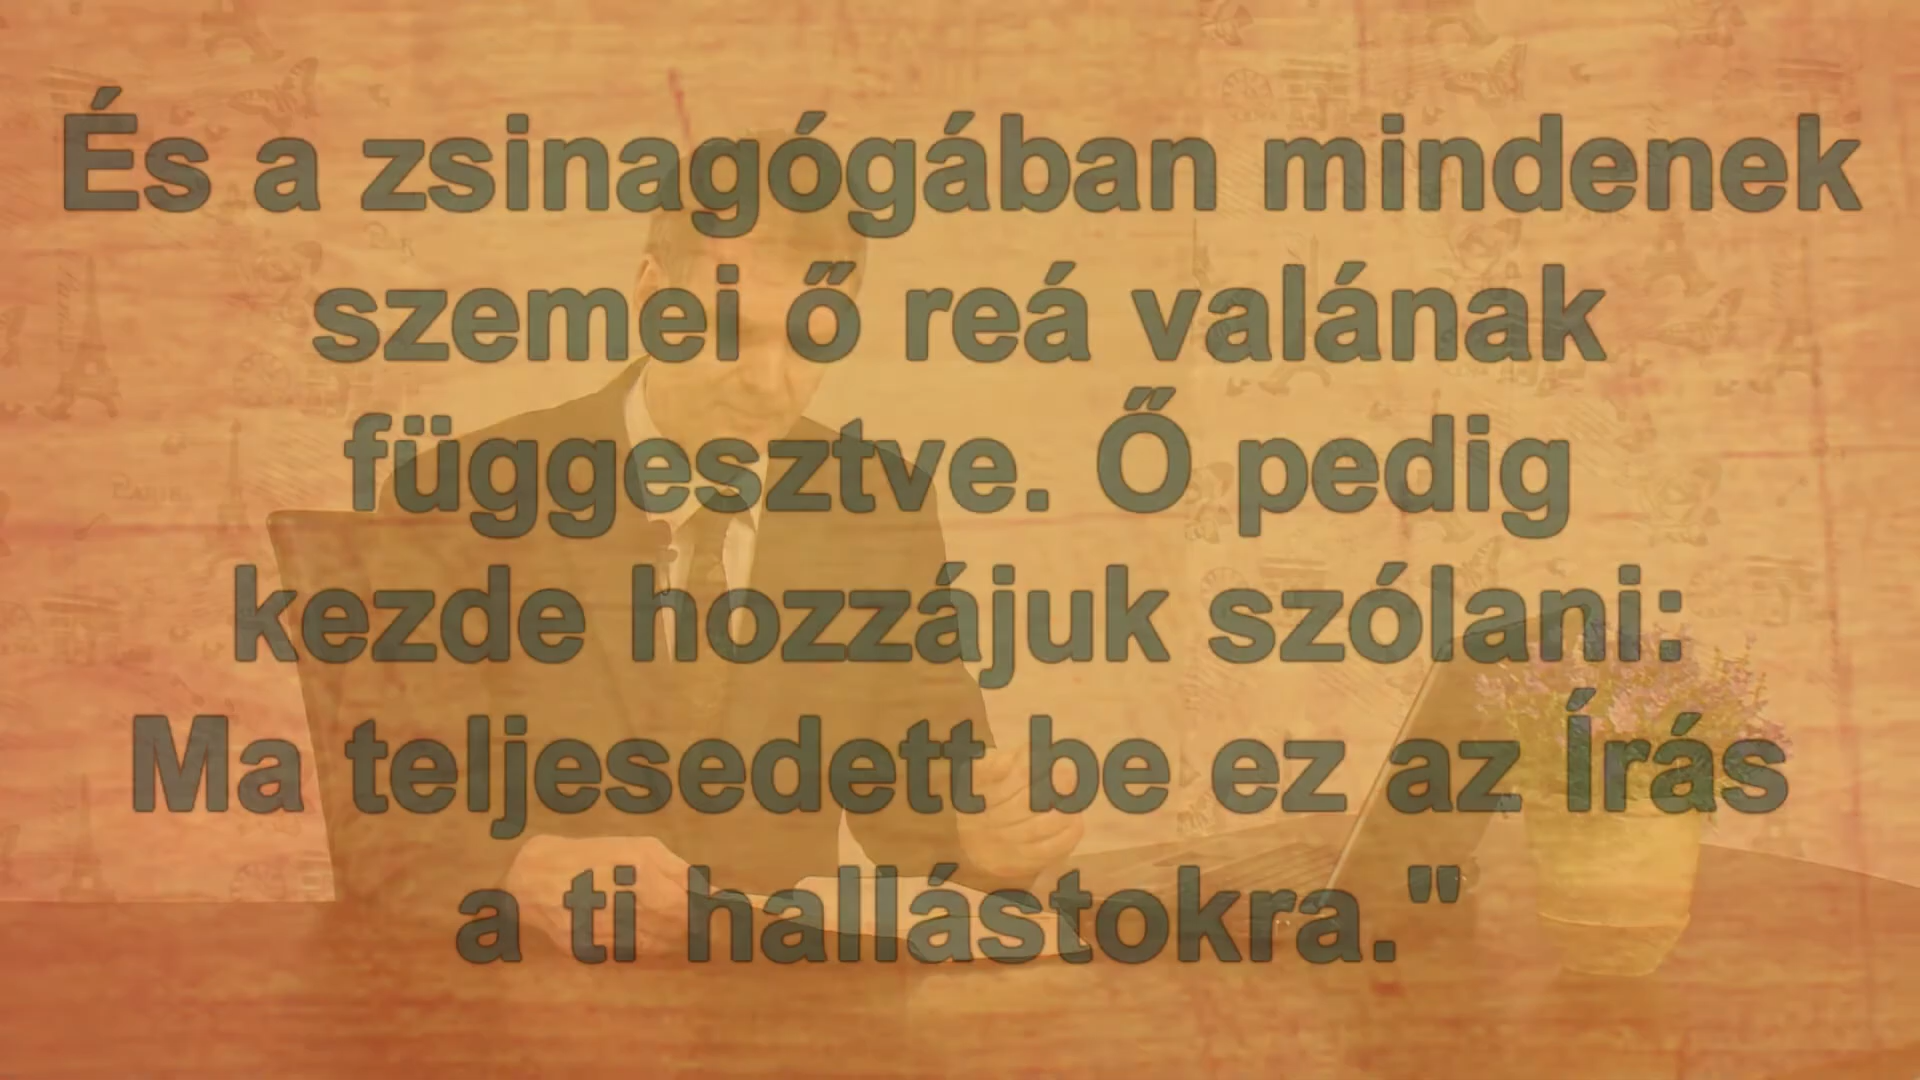 És a zsinagógában mindenek
szemei ő reá valának
függesztve. Ő pedig
kezde hozzájuk szólani:
Ma teljesedett be ez az Írás
a ti hallástokra."